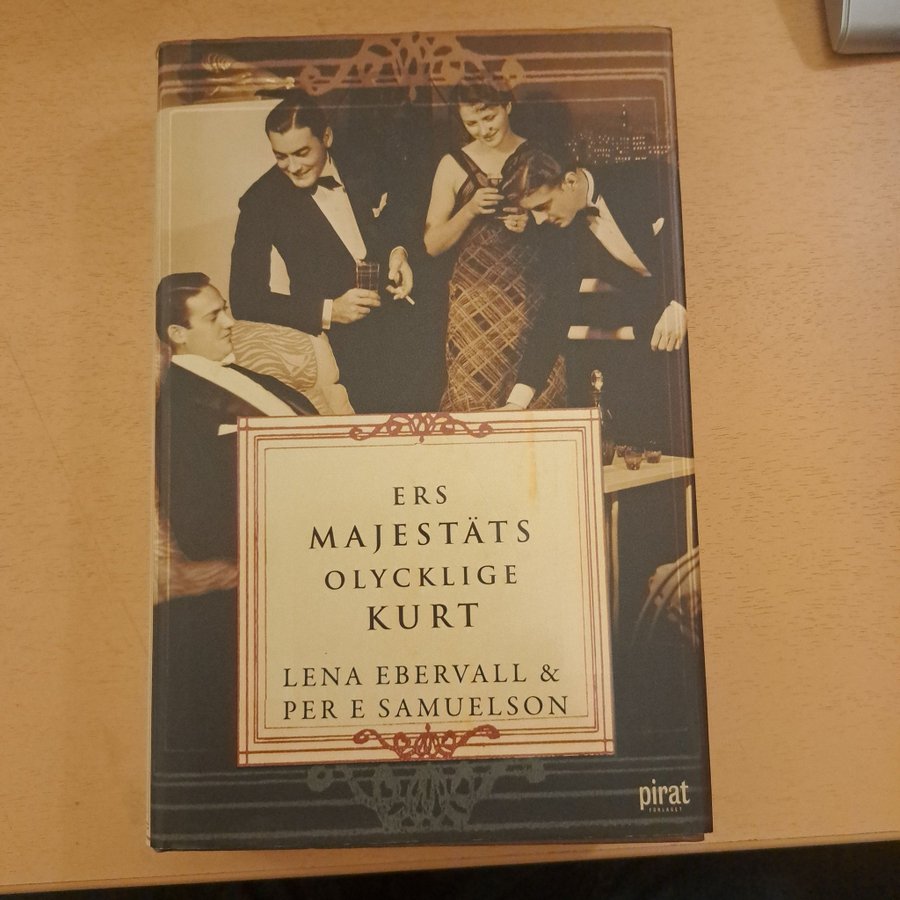 ERS
MAJESTÄTS
OLYCKLIGE
KURT
LENA EBERVALL &
PER E SAMUELSON
pirat
FÖRLAGET